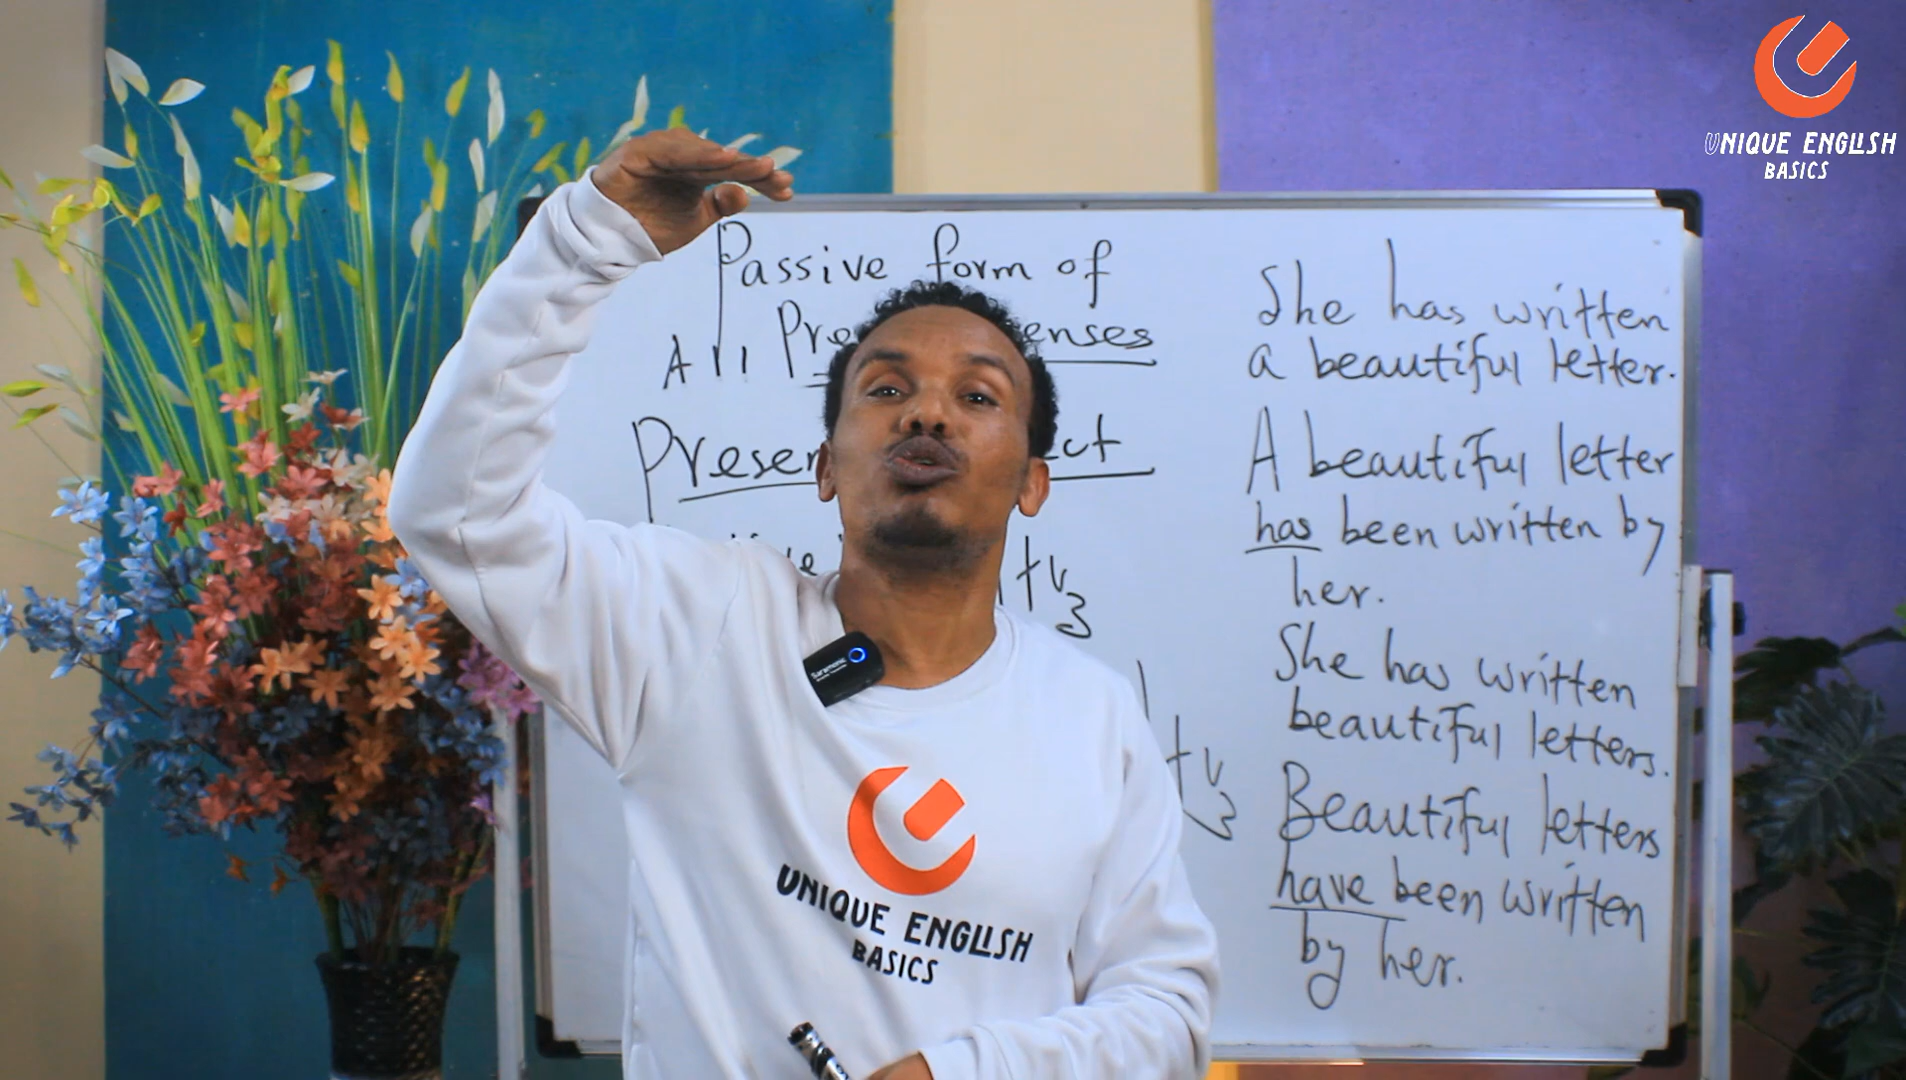 UNIQUE ENGLISH
BASICS
Passive form of
All
Present
She has written
a beautiful letter.
A beautiful letter
has been written by
her.
She has written
beautiful letters.
Beautiful letters
have been written
by her.
Saramonic
UNIQUE ENGLISH
BASICS